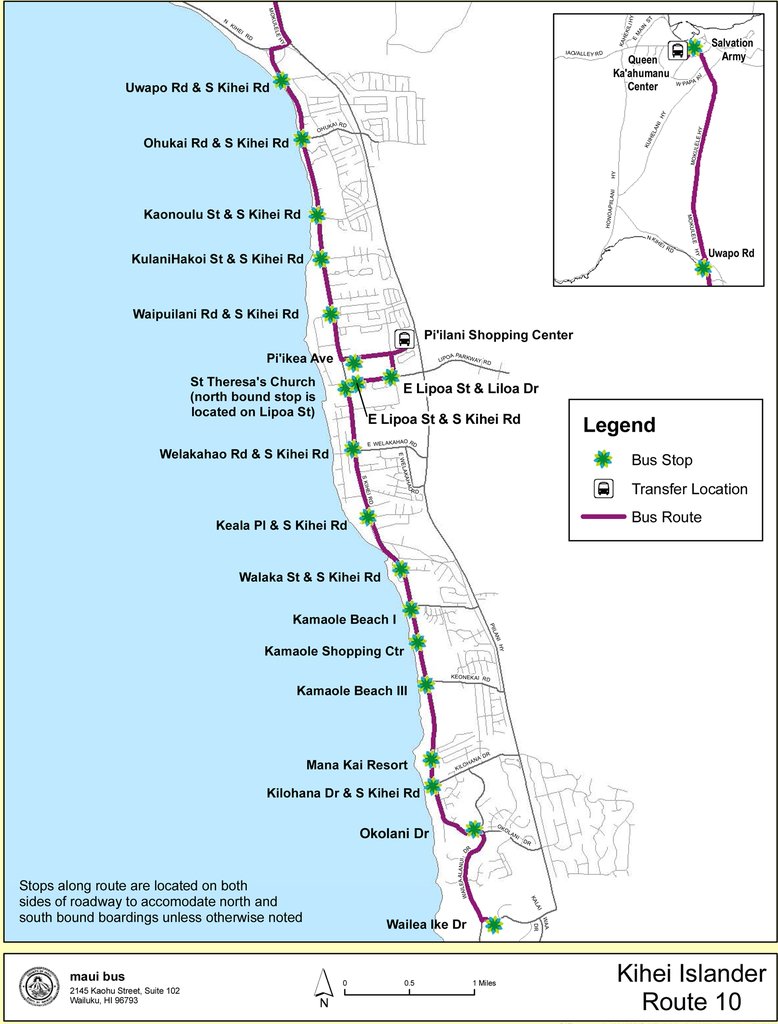 N KIHEI RD
MOKULELE HY
Uwapo Rd & S Kihei Rd
OHUKAI RD
Ohukai Rd & S Kihei Rd
Kaonoulu St & S Kihei Rd
KulaniHakoi St & S Kihei Rd
Waipuilani Rd & S Kihei Rd
Pi'ilani Shopping Center
Pi'ikea Ave
LIPOA PARKWAY RD
St Theresa's Church
(north bound stop is
located on Lipoa St)
E Lipoa St & Liloa Dr
E Lipoa St & S Kihei Rd
E WELAKAHAO RD
Welakahao Rd & S Kihei Rd
E WELAKAHAO RD
S KIHEI RD
Keala Pl & S Kihei Rd
Walaka St & S Kihei Rd
Kamaole Beach I
PIILANI HY
Kamaole Shopping Ctr
KEONEKAI RD
Kamaole Beach III
Mana Kai Resort
KILOHANA DR
Kilohana Dr & S Kihei Rd
Okolani Dr
OKOLANI DR
WAILEA ALANUI DR
KALAI WAA DR
Wailea Ike Dr
Stops along route are located on both
sides of roadway to accomodate north and
south bound boardings unless otherwise noted
KAHEKILI HY
E MAIN ST
IAO/ALLEY RD
Salvation
Army
Queen
Ka'ahumanu
Center
W PAPA AV
KUIHELANI HY
MOKULELE HY
HONOAPIILANI HY
MOKULELE HY
N KIHEI RD
Uwapo Rd
Legend
Bus Stop
Transfer Location
Bus Route
maui bus
2145 Kaohu Street, Suite 102
Wailuku, HI 96793
N
0 0.5 1 Miles
Kihei Islander
Route 10